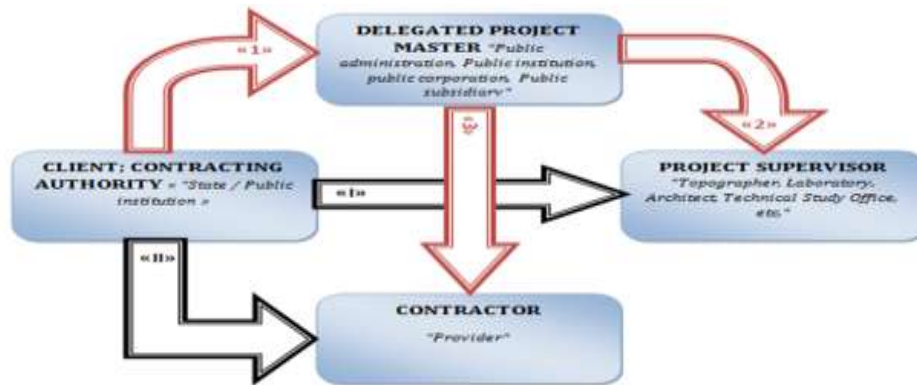 «1»
DELEGATED PROJECT
MASTER "Public
administration, Public institution,
public corporation, Public
subsidiary"
«2»
«3»
CLIENT; CONTRACTING
AUTHORITY « "State / Public
institution »
«I»
PROJECT SUPERVISOR
"Topographer, Laboratory,
Architect, Technical Study Office,
etc."
«II»
CONTRACTOR
"Provider"